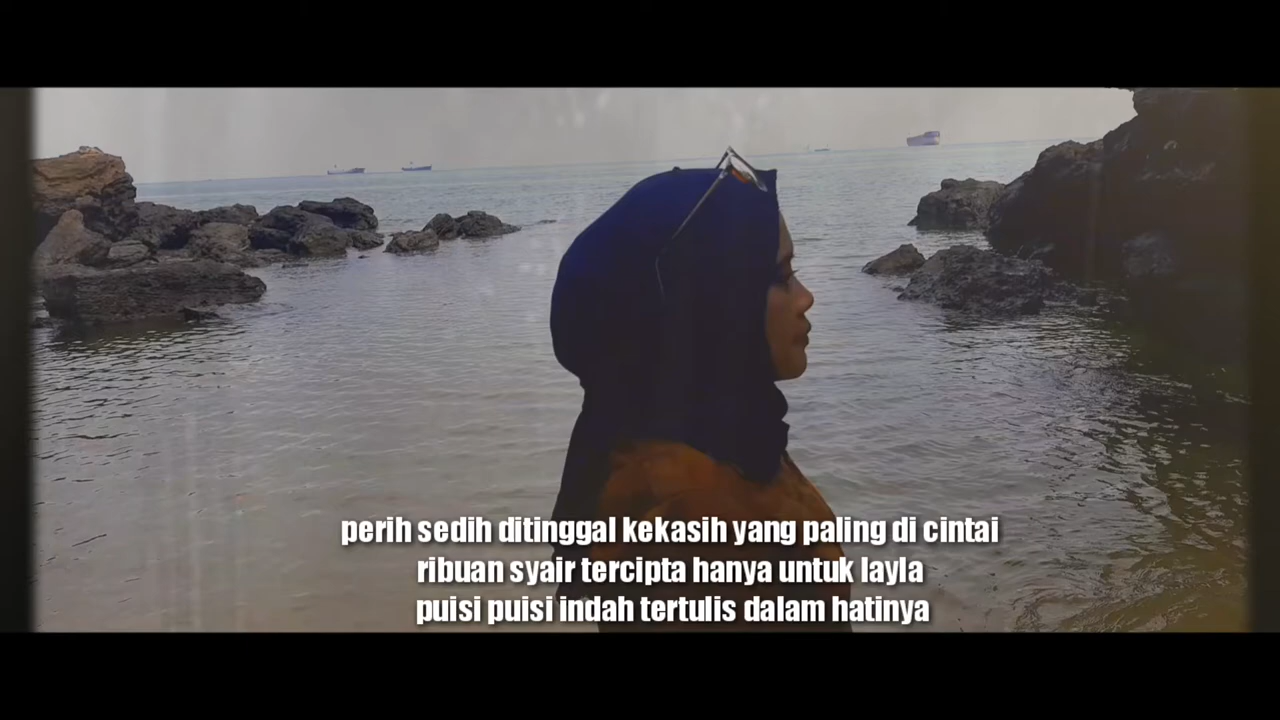 perih sedih ditinggal kekasih yang paling di cintai
ribuan syair tercipta hanya untuk layla
puisi puisi indah tertulis dalam hatinya